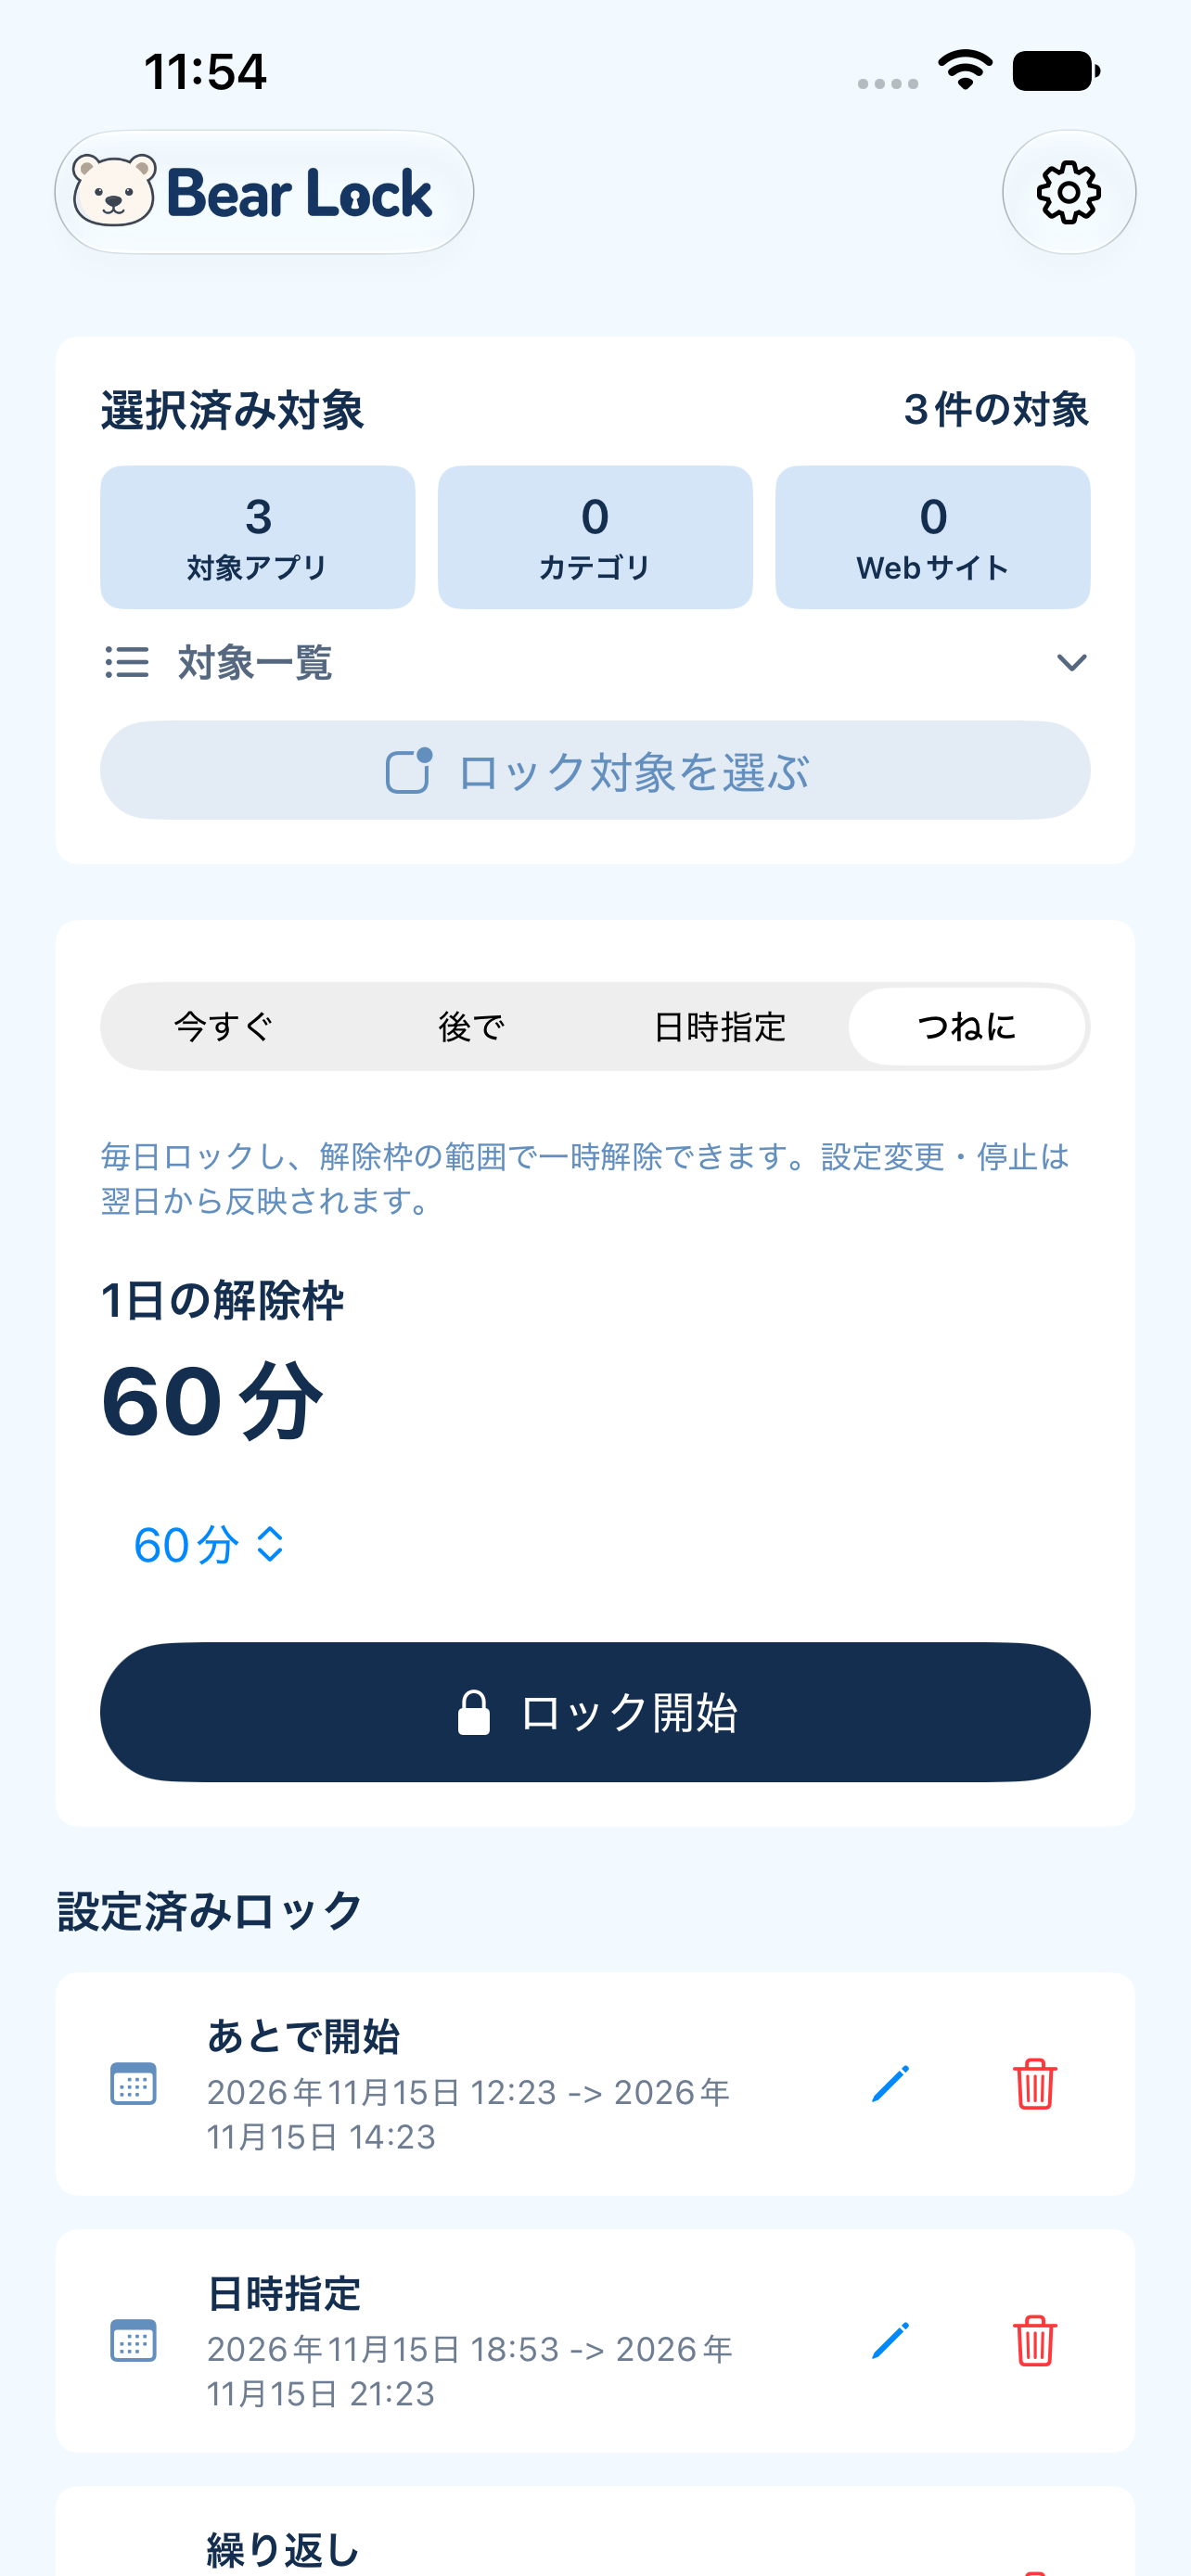 11:54
Bear Lock
選択済み対象
3件の対象
3
対象アプリ
0
カテゴリ
0
Webサイト
対象一覧
ロック対象を選ぶ
今すぐ
後で
日時指定
つねに
毎日ロックし、解除枠の範囲で一時解除できます。設定変更・停止は
翌日から反映されます。
1日の解除枠
60分
60分
ロック開始
設定済みロック
あとで開始
2026年11月15日 12:23 -> 2026年
11月15日 14:23
日時指定
2026年11月15日 18:53 -> 2026年
11月15日 21:23
繰り返し